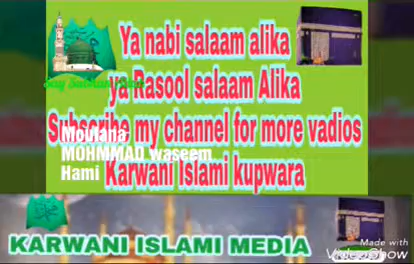 Ya nabi salaam alika
ya Rasool salaam Alika
Subscribe my channel for more vadios
Karwani Islami kupwara
Moulana
MOHMMAD waseem
Hami
KARWANI ISLAMI MEDIA
Made with
VideoShow